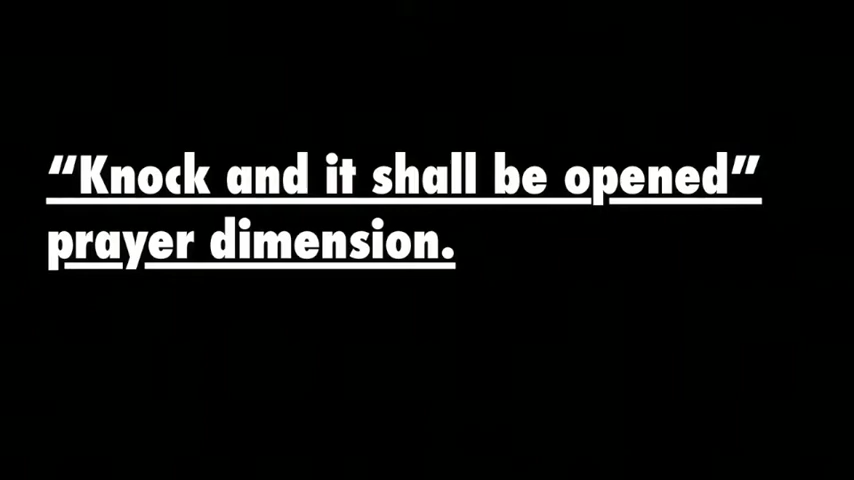 “Knock and it shall be opened”
prayer dimension.